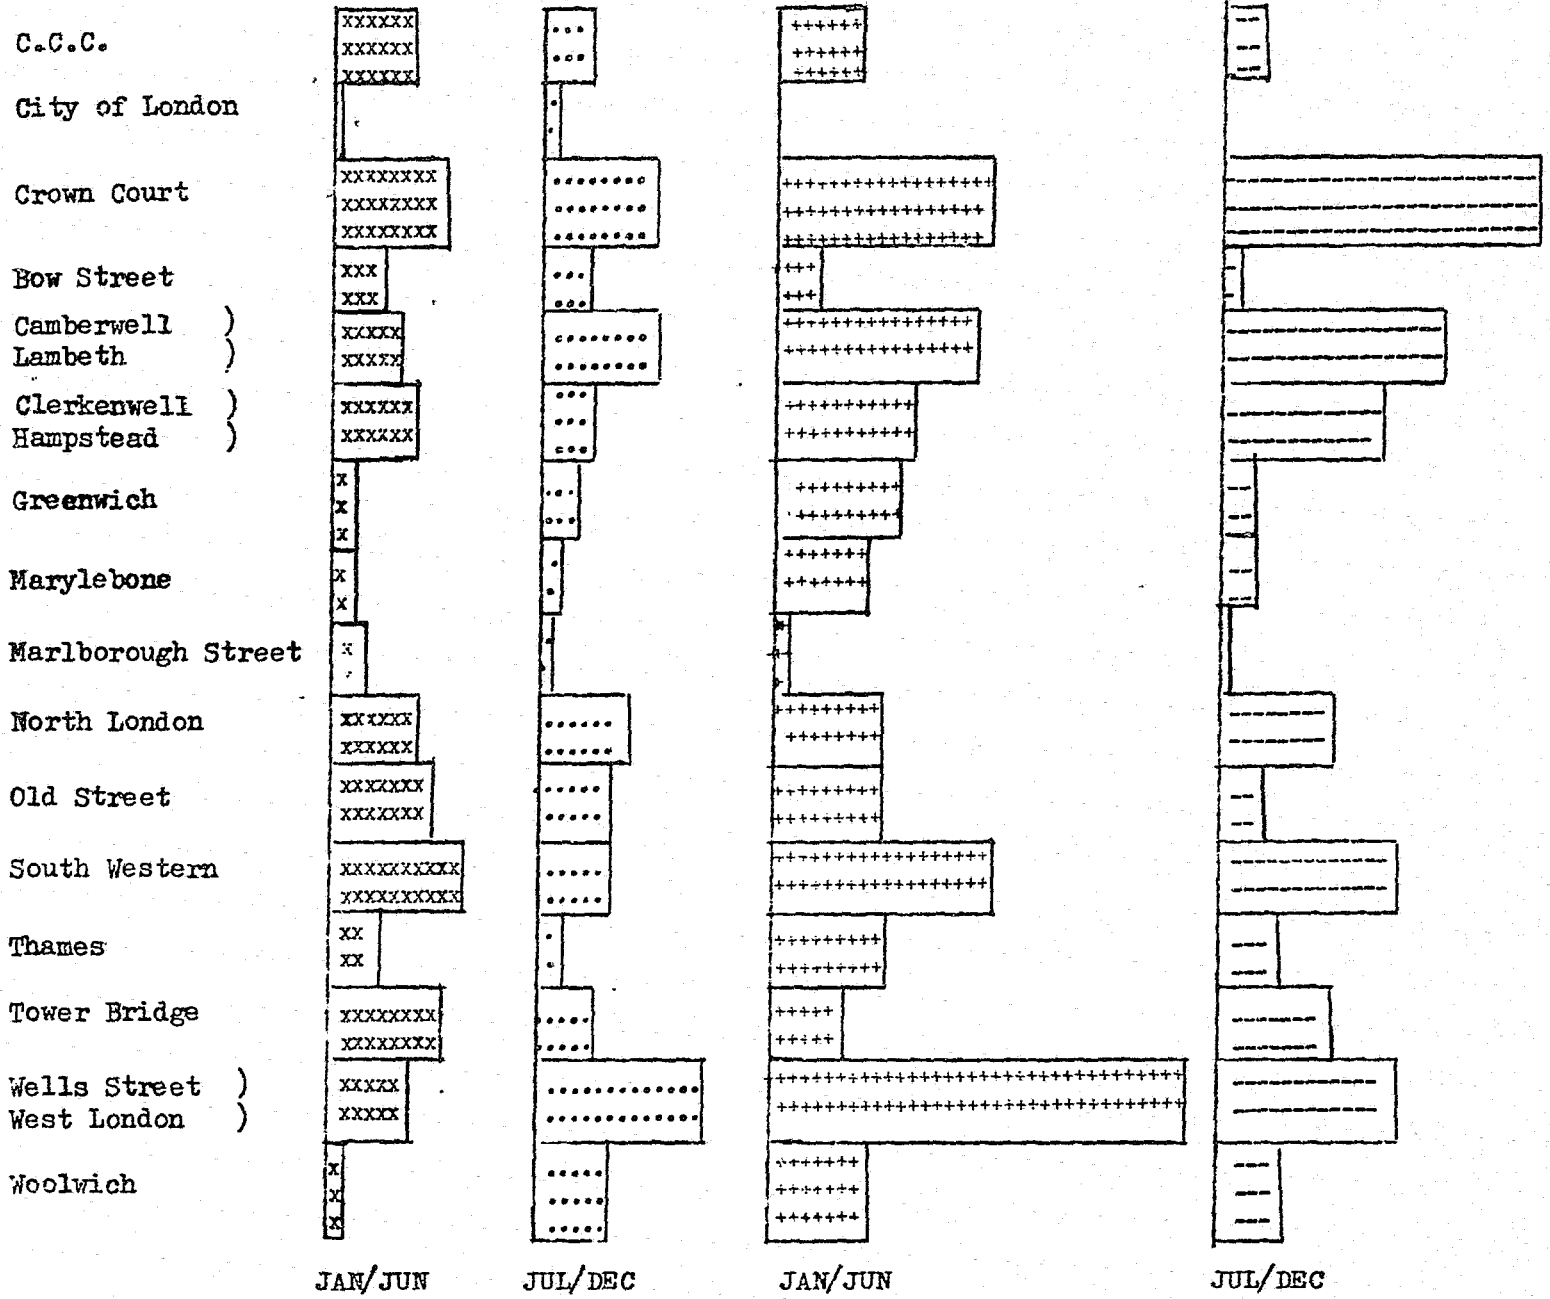 C.C.C.
City of London
Crown Court
Bow Street
Camberwell )
Lambeth )
Clerkenwell )
Hampstead )
Greenwich
Marylebone
Marlborough Street
North London
Old Street
South Western
Thames
Tower Bridge
Wells Street )
West London )
Woolwich
JAN/JUN JUL/DEC JAN/JUN JUL/DEC